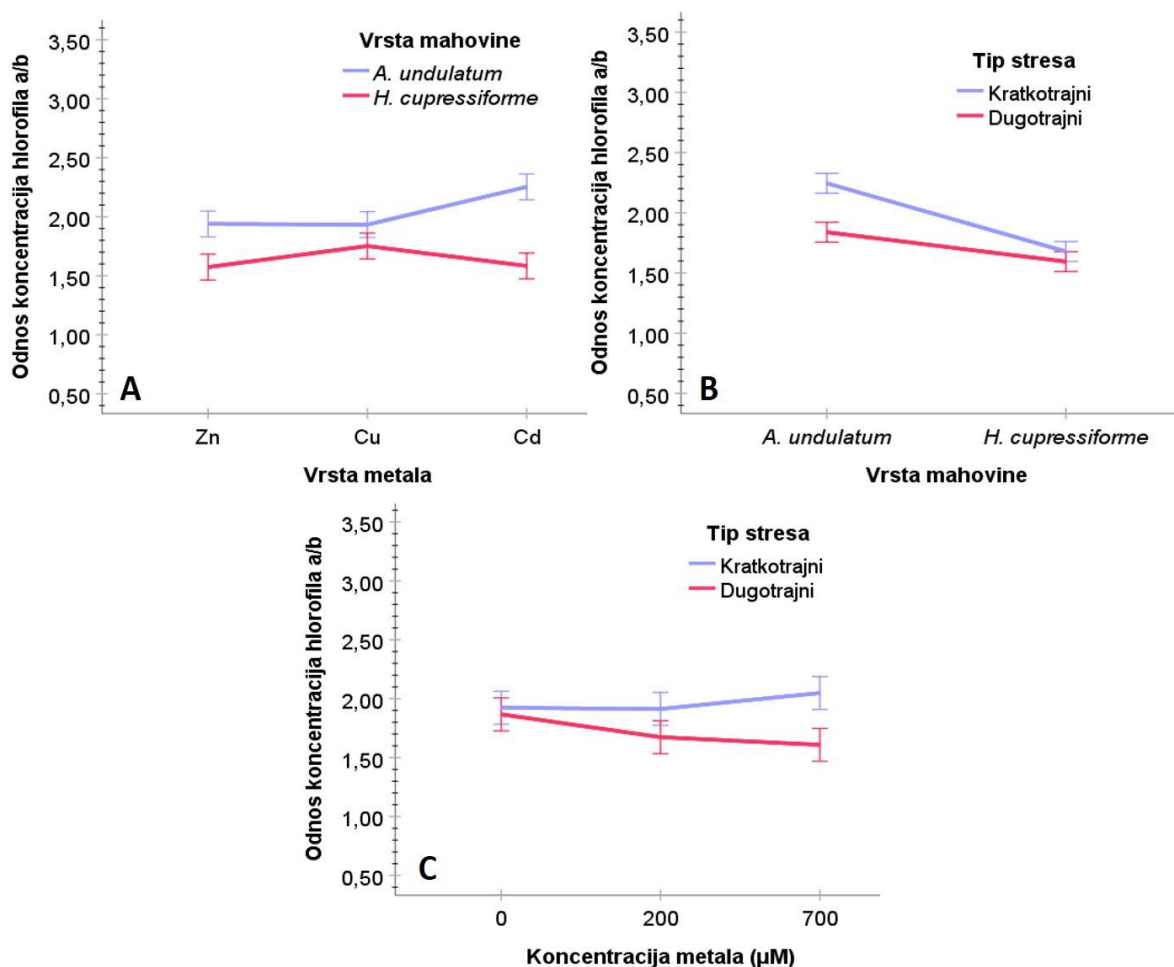 Odnos koncentracija hlorofila a/b
3,50
3,00
2,50
2,00
1,50
1,00
0,50
Vrsta mahovine
A. undulatum
H. cupressiforme
A
Zn Cu Cd
Vrsta metala
Odnos koncentracija hlorofila a/b
3,50
3,00
2,50
2,00
1,50
1,00
0,50
Tip stresa
Kratkotrajni
Dugotrajni
B
A. undulatum H. cupressiforme
Vrsta mahovine
Odnos koncentracija hlorofila a/b
3,50
3,00
2,50
2,00
1,50
1,00
0,50
Tip stresa
Kratkotrajni
Dugotrajni
C
0 200 700
Koncentracija metala (µM)